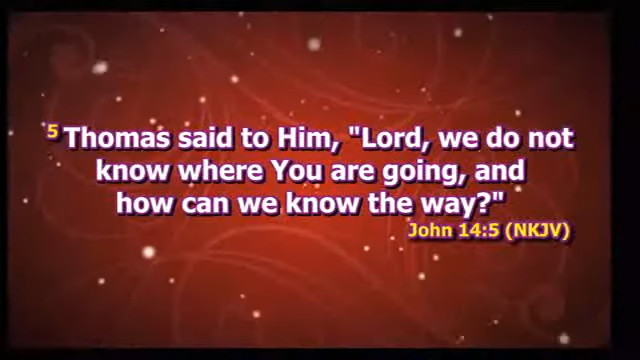 5 Thomas said to Him, "Lord, we do not
know where You are going, and
how can we know the way?"
John 14:5 (NKJV)